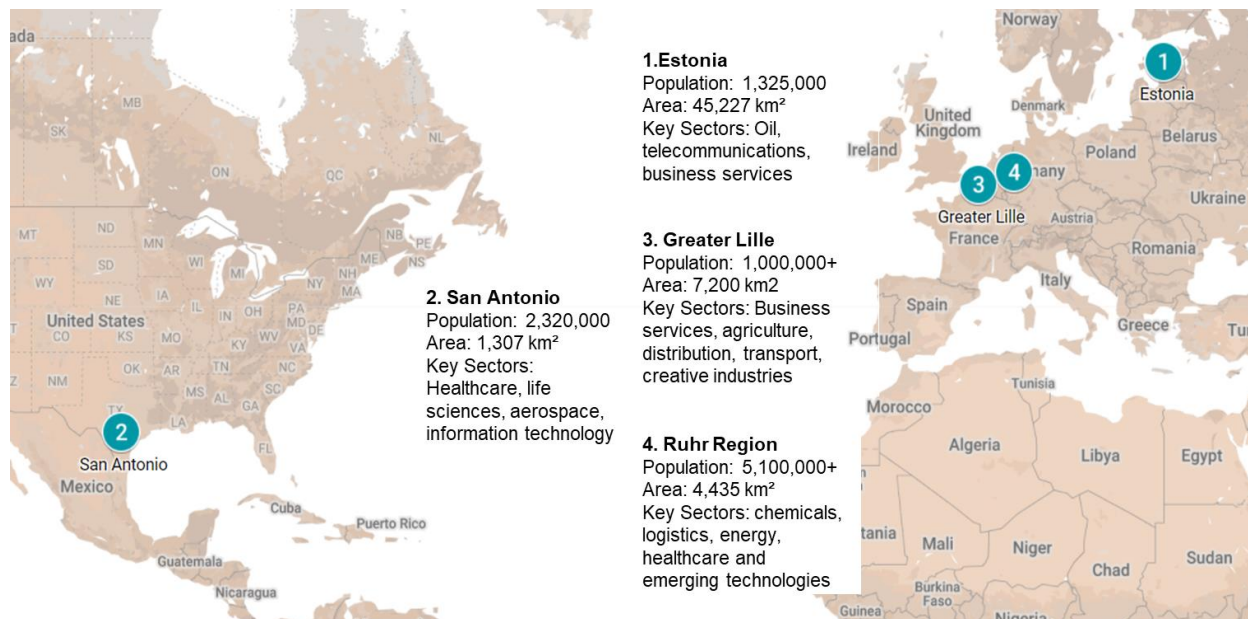 ada
MB
SK
NL
ON
QC
MT
ND
MN
NB
PE
ME
NS
SD
WI
MI
NH
WY
NY
MA
IA
NE
PA
IL
OH
IN
MD
DE
United States
CO
KS
MO
WV
KY
VA
OK
TN
NC
Z
NM
AR
MS
AL
SC
GA
TX
LA
FL
2
San Antonio
Mexico
Cuba
Puerto Rico
Guatemala
Nicaragua
2. San Antonio
Population: 2,320,000
Area: 1,307 km²
Key Sectors:
Healthcare, life
sciences, aerospace,
information technology
1.Estonia
Population: 1,325,000
Area: 45,227 km²
Key Sectors: Oil,
telecommunications,
business services
3. Greater Lille
Population: 1,000,000+
Area: 7,200 km2
Key Sectors: Business
services, agriculture,
distribution, transport,
creative industries
4. Ruhr Region
Population: 5,100,000+
Area: 4,435 km²
Key Sectors: chemicals,
logistics, energy,
healthcare and
emerging technologies
Norway
1
Estonia
Denmark
United
Kingdom
Ireland
Belarus
Poland
4
many
3
Ukraine
Greater Lille
Austria
France
Romania
Italy
Spain
Portugal
Greece
Tu
Tunisia
Morocco
Algeria
Libya
Egypt
tania
Mali
Niger
Chad
Sudan
Burkina
Faso
Guinea
Nigeria